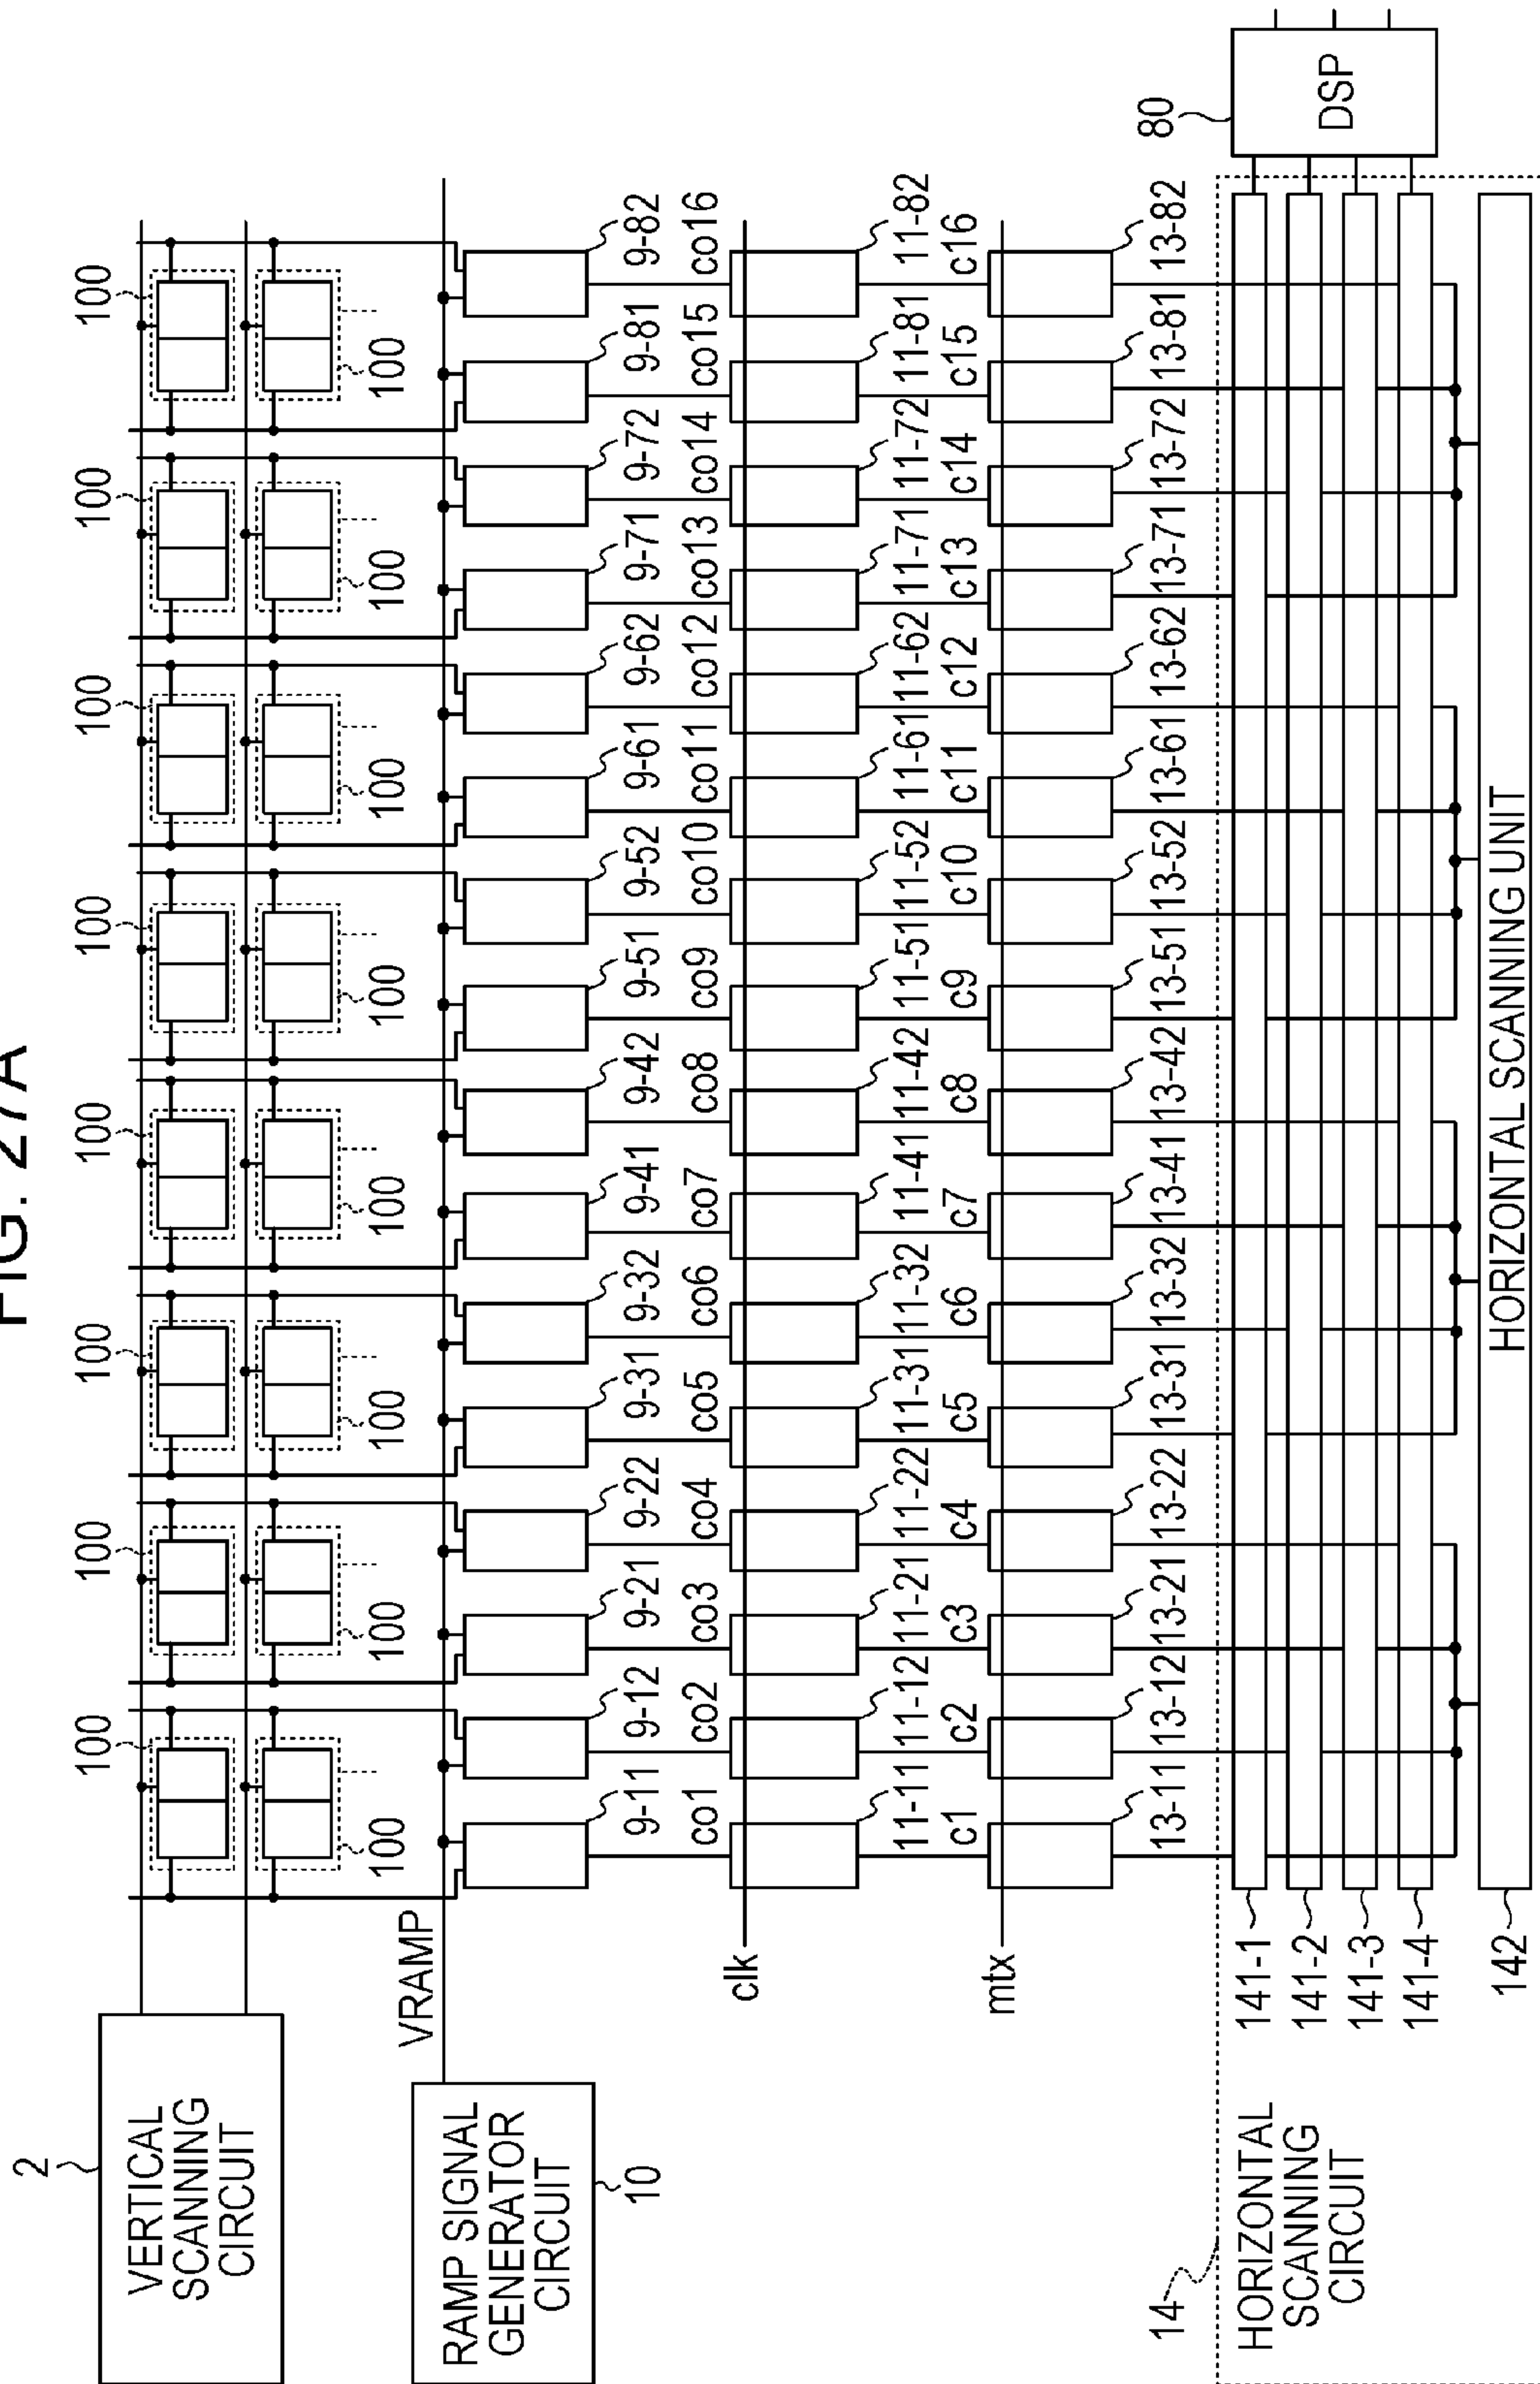 FIG. 27A
2
VERTICAL
SCANNING
CIRCUIT
100 100 100 100 100 100 100 100
100 100 100 100 100 100 100 100
VRAMP
RAMP SIGNAL
GENERATOR
CIRCUIT
10
9-11 9-12 9-21 9-22 9-31 9-32 9-41 9-42 9-51 9-52 9-61 9-62 9-71 9-72 9-81 9-82
co1 co2 co3 co4 co5 co6 co7 co8 co9 co10 co11 co12 co13 co14 co15 co16
clk
11-11 11-12 11-21 11-22 11-31 11-32 11-41 11-42 11-51 11-52 11-61 11-62 11-71 11-72 11-81 11-82
c1 c2 c3 c4 c5 c6 c7 c8 c9 c10 c11 c12 c13 c14 c15 c16
mtx
13-11 13-12 13-21 13-22 13-31 13-32 13-41 13-42 13-51 13-52 13-61 13-62 13-71 13-72 13-81 13-82
80
DSP
14
HORIZONTAL
SCANNING
CIRCUIT
141-1
141-2
141-3
141-4
142
HORIZONTAL SCANNING UNIT